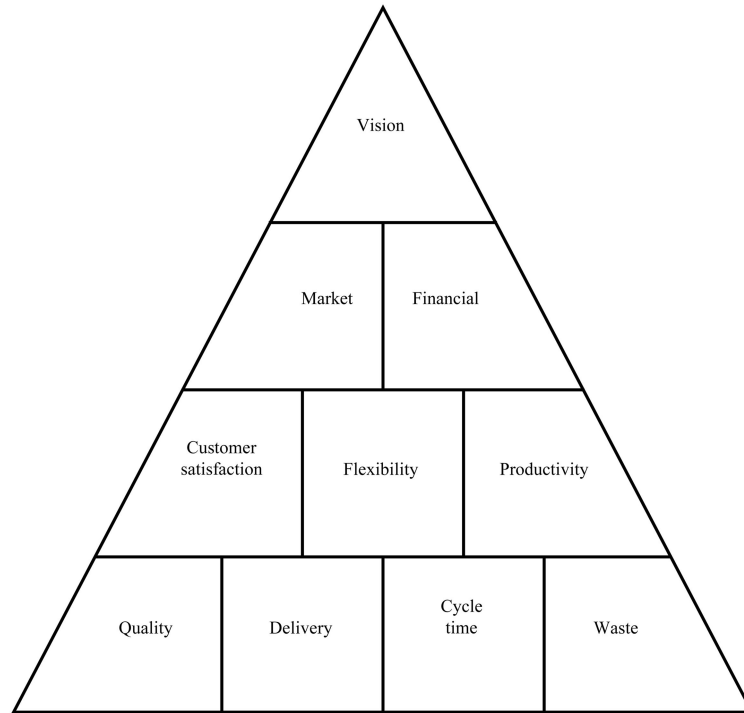 Vision
Market
Financial
Customer
satisfaction
Flexibility
Productivity
Quality
Delivery
Cycle
time
Waste